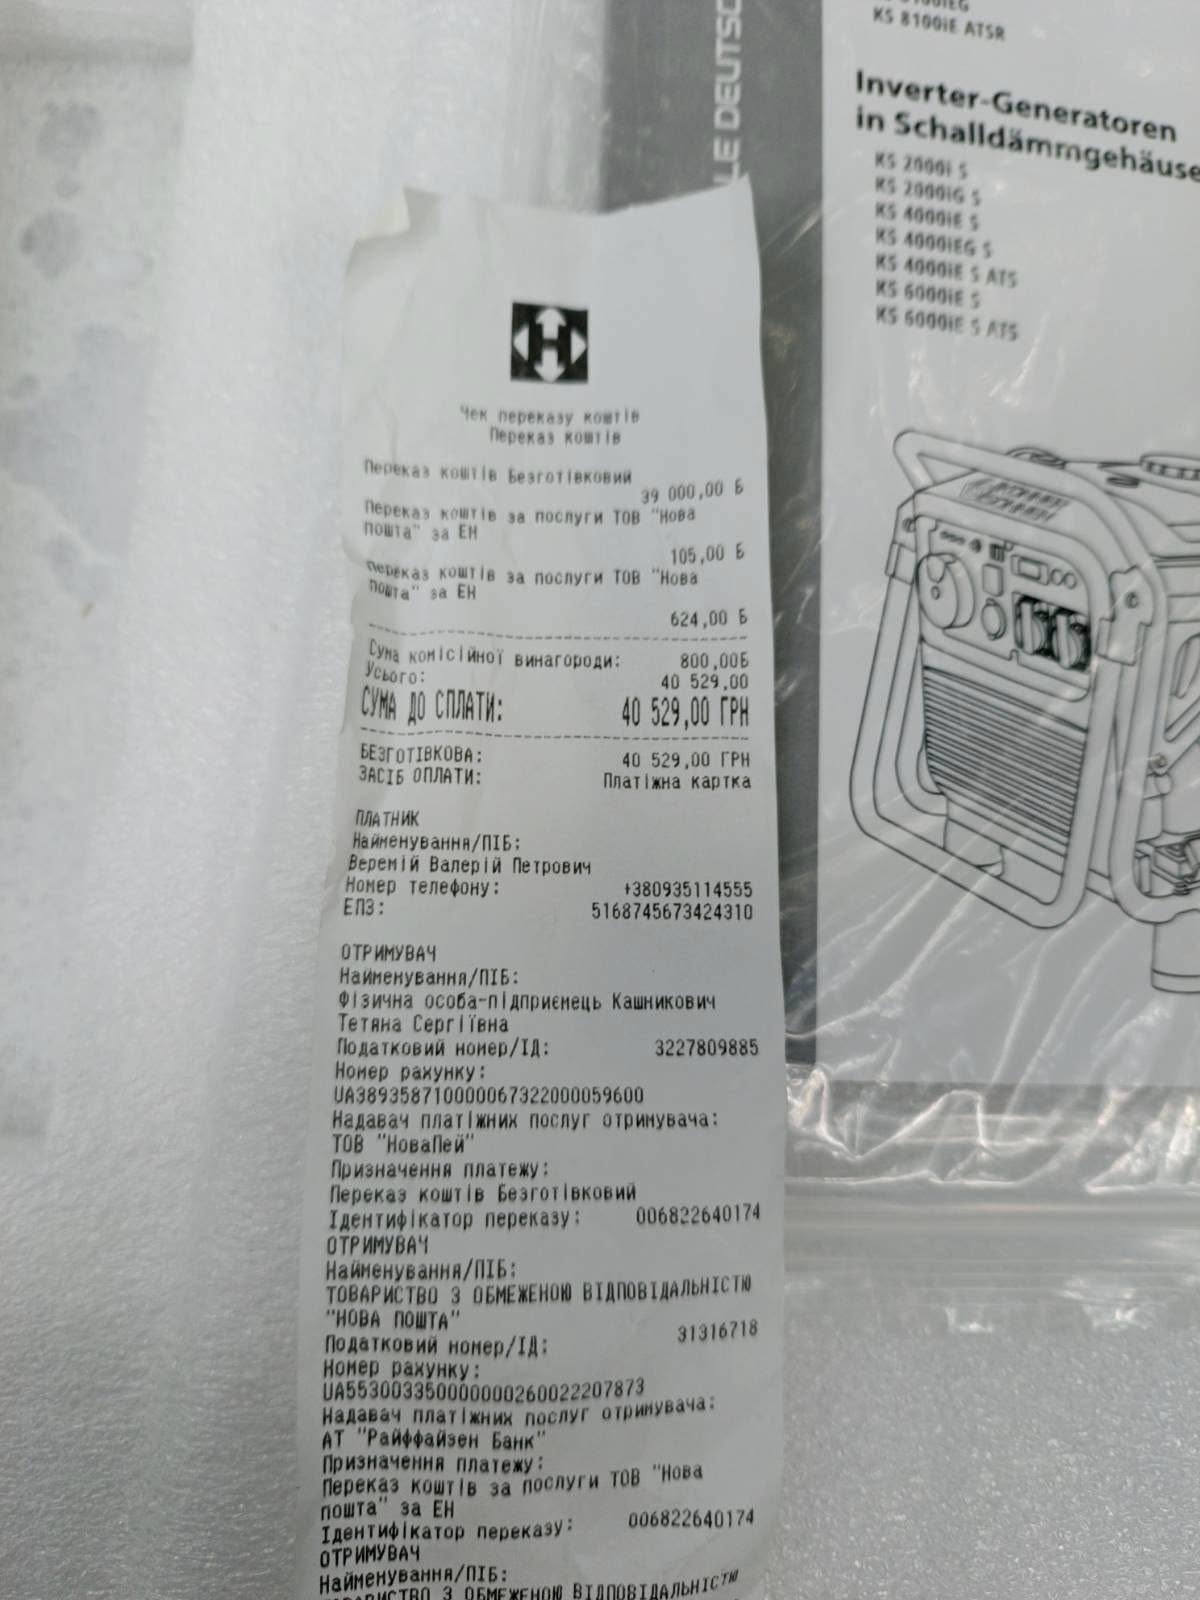 KS 8100iE ATSR
Inverter-Generatoren
in Schalldämmgehäuse
KS 2000i S
KS 2000iG S
KS 4000iE S
KS 4000iEG S
KS 4000iE S ATS
KS 6000iE S
KS 6000iE S ATS
LE DEUTSC
Чек переказу коштів
Переказ коштів
Переказ коштів Безготівковий
39 000,00 Б
Переказ коштів за послуги ТОВ "Нова
пошта" за ЕН
105,00 Б
Переказ коштів за послуги ТОВ "Нова
пошта" за ЕН
624,00 Б
Сума комісійної винагороди: 800,00Б
Усього: 40 529,00
СУМА ДО СПЛАТИ: 40 529,00 ГРН
БЕЗГОТІВКОВА: 40 529,00 ГРН
ЗАСІБ ОПЛАТИ: Платіжна картка
ПЛАТНИК
Найменування/ПІБ:
Веремій Валерій Петрович
Номер телефону: +380935114555
ЕПЗ: 5168745673424310
ОТРИМУВАЧ
Найменування/ПІБ:
Фізична особа-підприємець Кашникович
Тетяна Сергіївна
Податковий номер/ІД: 3227809885
Номер рахунку:
UA389358710000067322000059600
Надавач платіжних послуг отримувача:
ТОВ "НоваПей"
Призначення платежу:
Переказ коштів Безготівковий
Ідентифікатор переказу: 006822640174
ОТРИМУВАЧ
Найменування/ПІБ:
ТОВАРИСТВО З ОБМЕЖЕНОЮ ВІДПОВІДАЛЬНІСТЮ
"НОВА ПОШТА"
Податковий номер/ІД: 31316718
Номер рахунку:
UA553003350000000260022207873
Надавач платіжних послуг отримувача:
АТ "Райффайзен Банк"
Призначення платежу:
Переказ коштів за послуги ТОВ "Нова
пошта" за ЕН
Ідентифікатор переказу: 006822640174
ОТРИМУВАЧ
Найменування/ПІБ:
ТОВАРИСТВО З ОБМЕЖЕНОЮ ВІДПОВІДАЛЬНІСТЮ